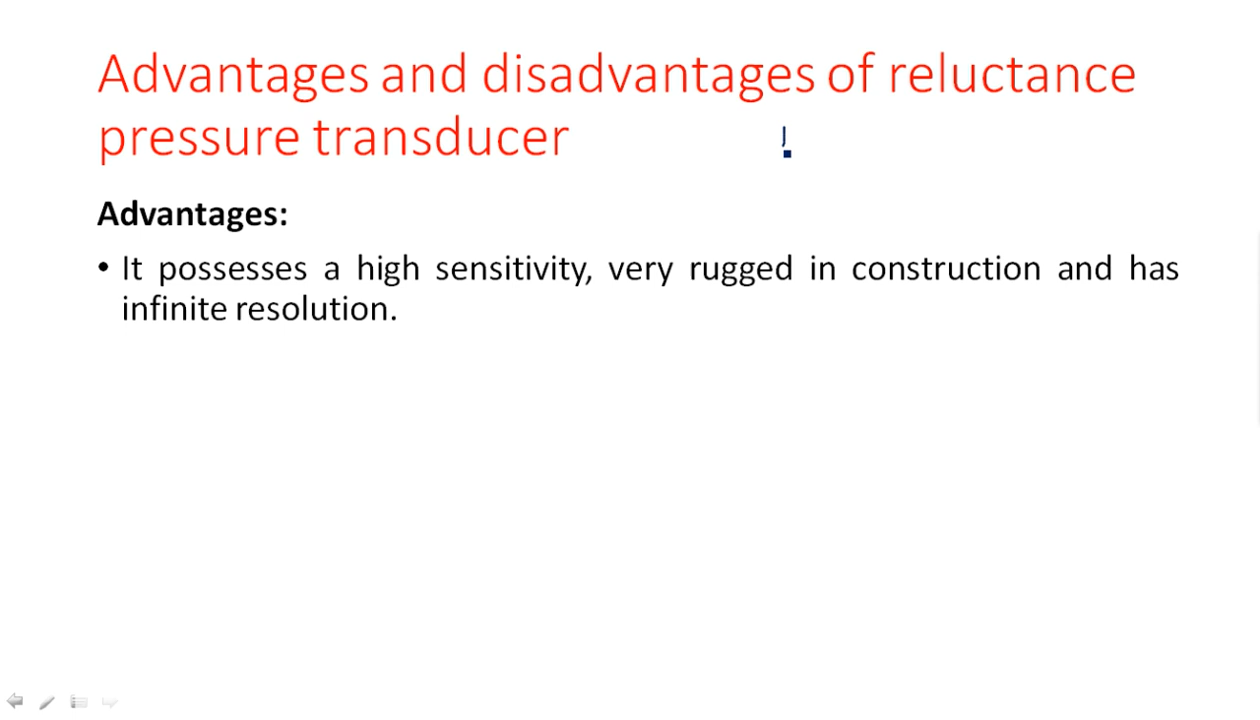 Advantages and disadvantages of reluctance
pressure transducer
Advantages:
• It possesses a high sensitivity, very rugged in construction and has
infinite resolution.